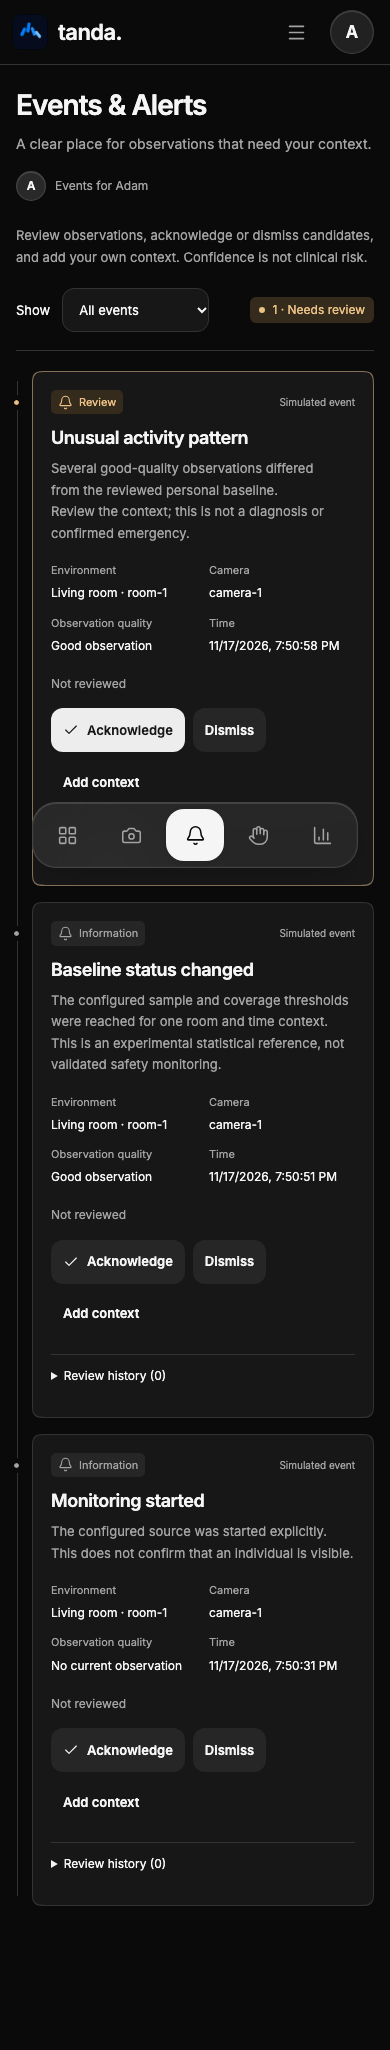 tanda.
A
Events & Alerts
A clear place for observations that need your context.
A
Events for Adam
Review observations, acknowledge or dismiss candidates,
and add your own context. Confidence is not clinical risk.
Show
All events
1 · Needs review
Review
Simulated event
Unusual activity pattern
Several good-quality observations differed
from the reviewed personal baseline.
Review the context; this is not a diagnosis or
confirmed emergency.
Environment
Camera
Living room · room-1
camera-1
Observation quality
Time
Good observation
11/17/2026, 7:50:58 PM
Not reviewed
Acknowledge
Dismiss
Add context
Information
Simulated event
Baseline status changed
The configured sample and coverage thresholds
were reached for one room and time context.
This is an experimental statistical reference, not
validated safety monitoring.
Environment
Camera
Living room · room-1
camera-1
Observation quality
Time
Good observation
11/17/2026, 7:50:51 PM
Not reviewed
Acknowledge
Dismiss
Add context
Review history (0)
Information
Simulated event
Monitoring started
The configured source was started explicitly.
This does not confirm that an individual is visible.
Environment
Camera
Living room · room-1
camera-1
Observation quality
Time
No current observation
11/17/2026, 7:50:31 PM
Not reviewed
Acknowledge
Dismiss
Add context
Review history (0)